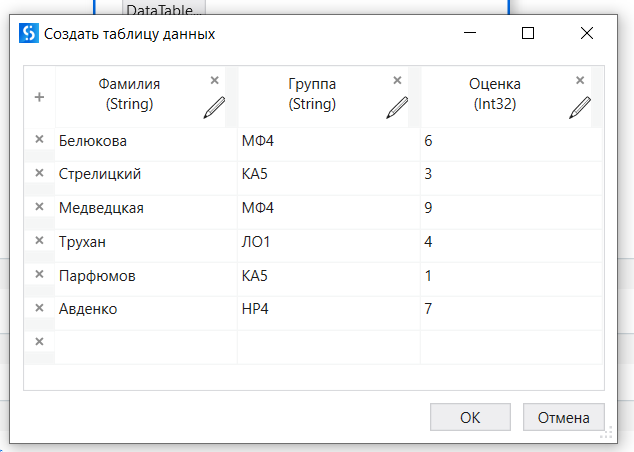 DataTable...
Создать таблицу данных
Фамилия Группа Оценка
(String) (String) (Int32)
Белюкова МФ4 6
Стрелицкий КА5 3
Медведцкая МФ4 9
Трухан ЛО1 4
Парфюмов КА5 1
Авденко НР4 7
ОК Отмена